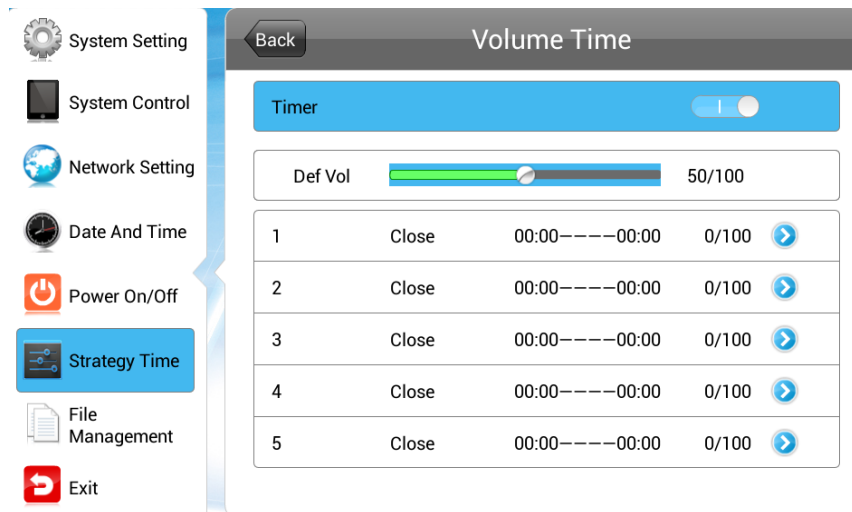 System Setting
System Control
Network Setting
Date And Time
Power On/Off
Strategy Time
File
Management
Exit
Back
Volume Time
Timer
Def Vol 50/100
1 Close 00:00————00:00 0/100
2 Close 00:00————00:00 0/100
3 Close 00:00————00:00 0/100
4 Close 00:00————00:00 0/100
5 Close 00:00————00:00 0/100